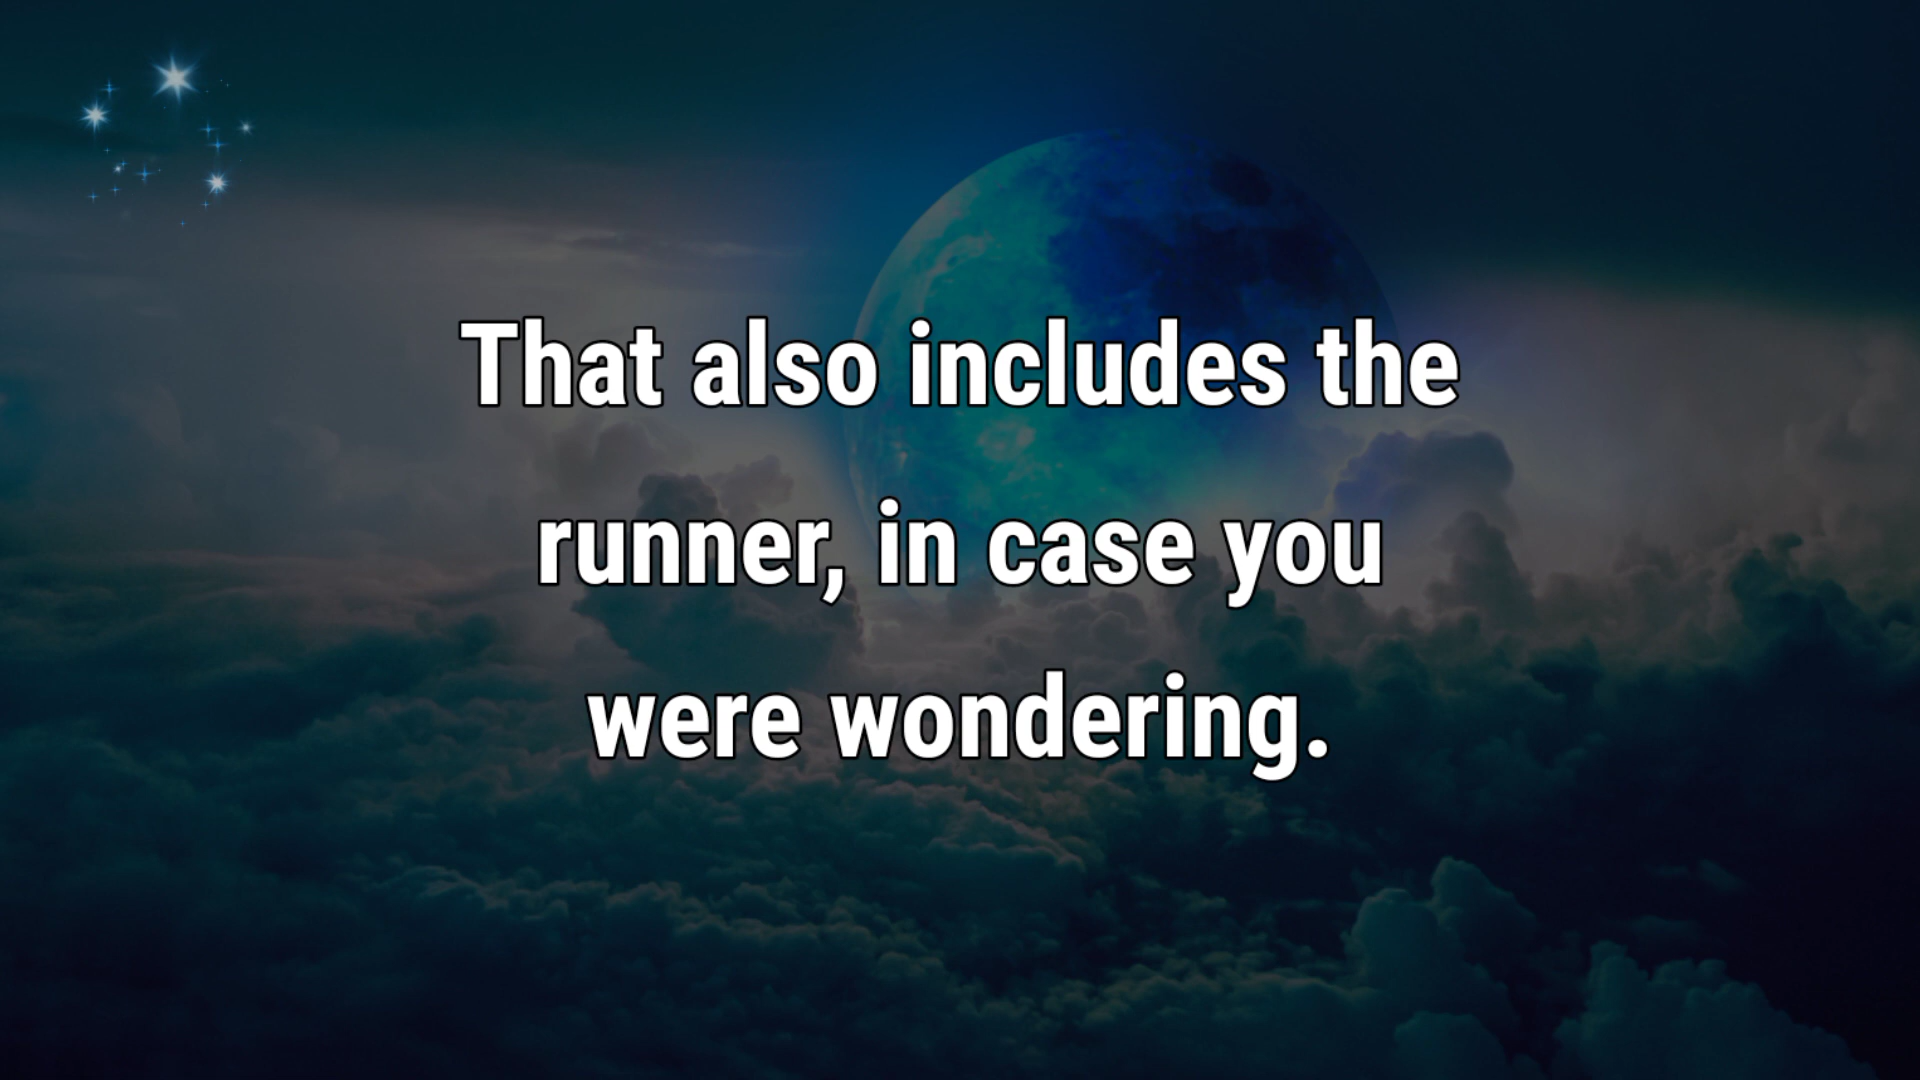 That also includes the
runner, in case you
were wondering.